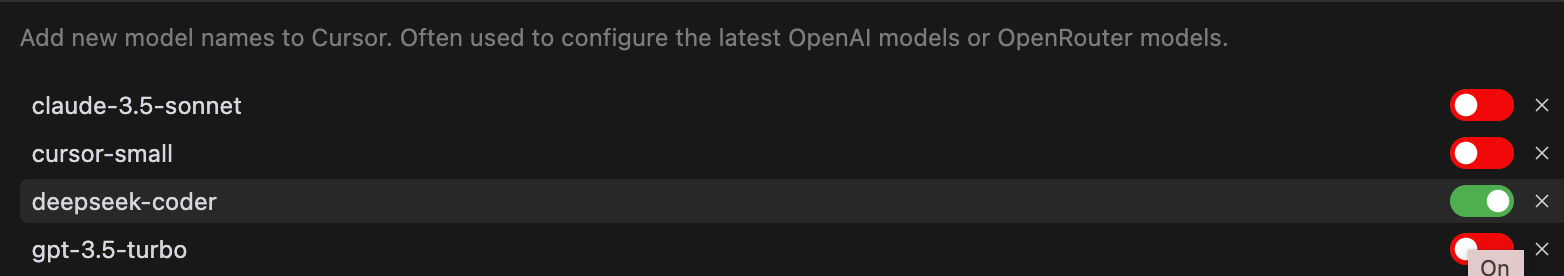 Add new model names to Cursor. Often used to configure the latest OpenAI models or OpenRouter models.
claude-3.5-sonnet
cursor-small
deepseek-coder
gpt-3.5-turbo
On